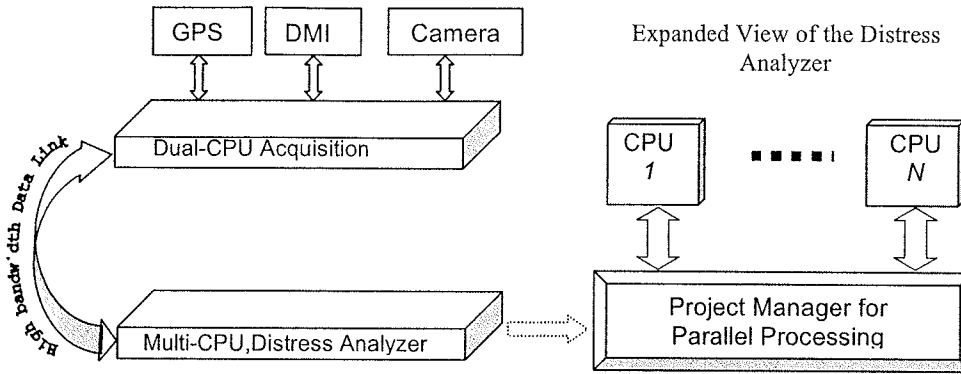 GPS
DMI
Camera
Expanded View of the Distress
Analyzer
Dual-CPU Acquisition
CPU
1
CPU
N
High bandwidth Data Link
Project Manager for
Parallel Processing
Multi-CPU,Distress Analyzer